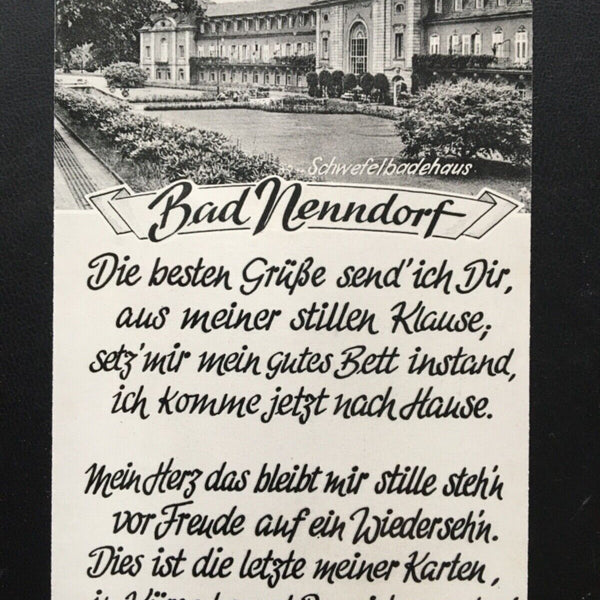 Schwefelbadehaus
Bad Nenndorf
Die besten Grüße send' ich Dir,
aus meiner stillen Klause;
setz' mir mein gutes Bett instand,
ich komme jetzt nach Hause.
Mein Herz das bleibt mir stille steh'n
vor Freude auf ein Wiederseh'n.
Dies ist die letzte meiner Karten,